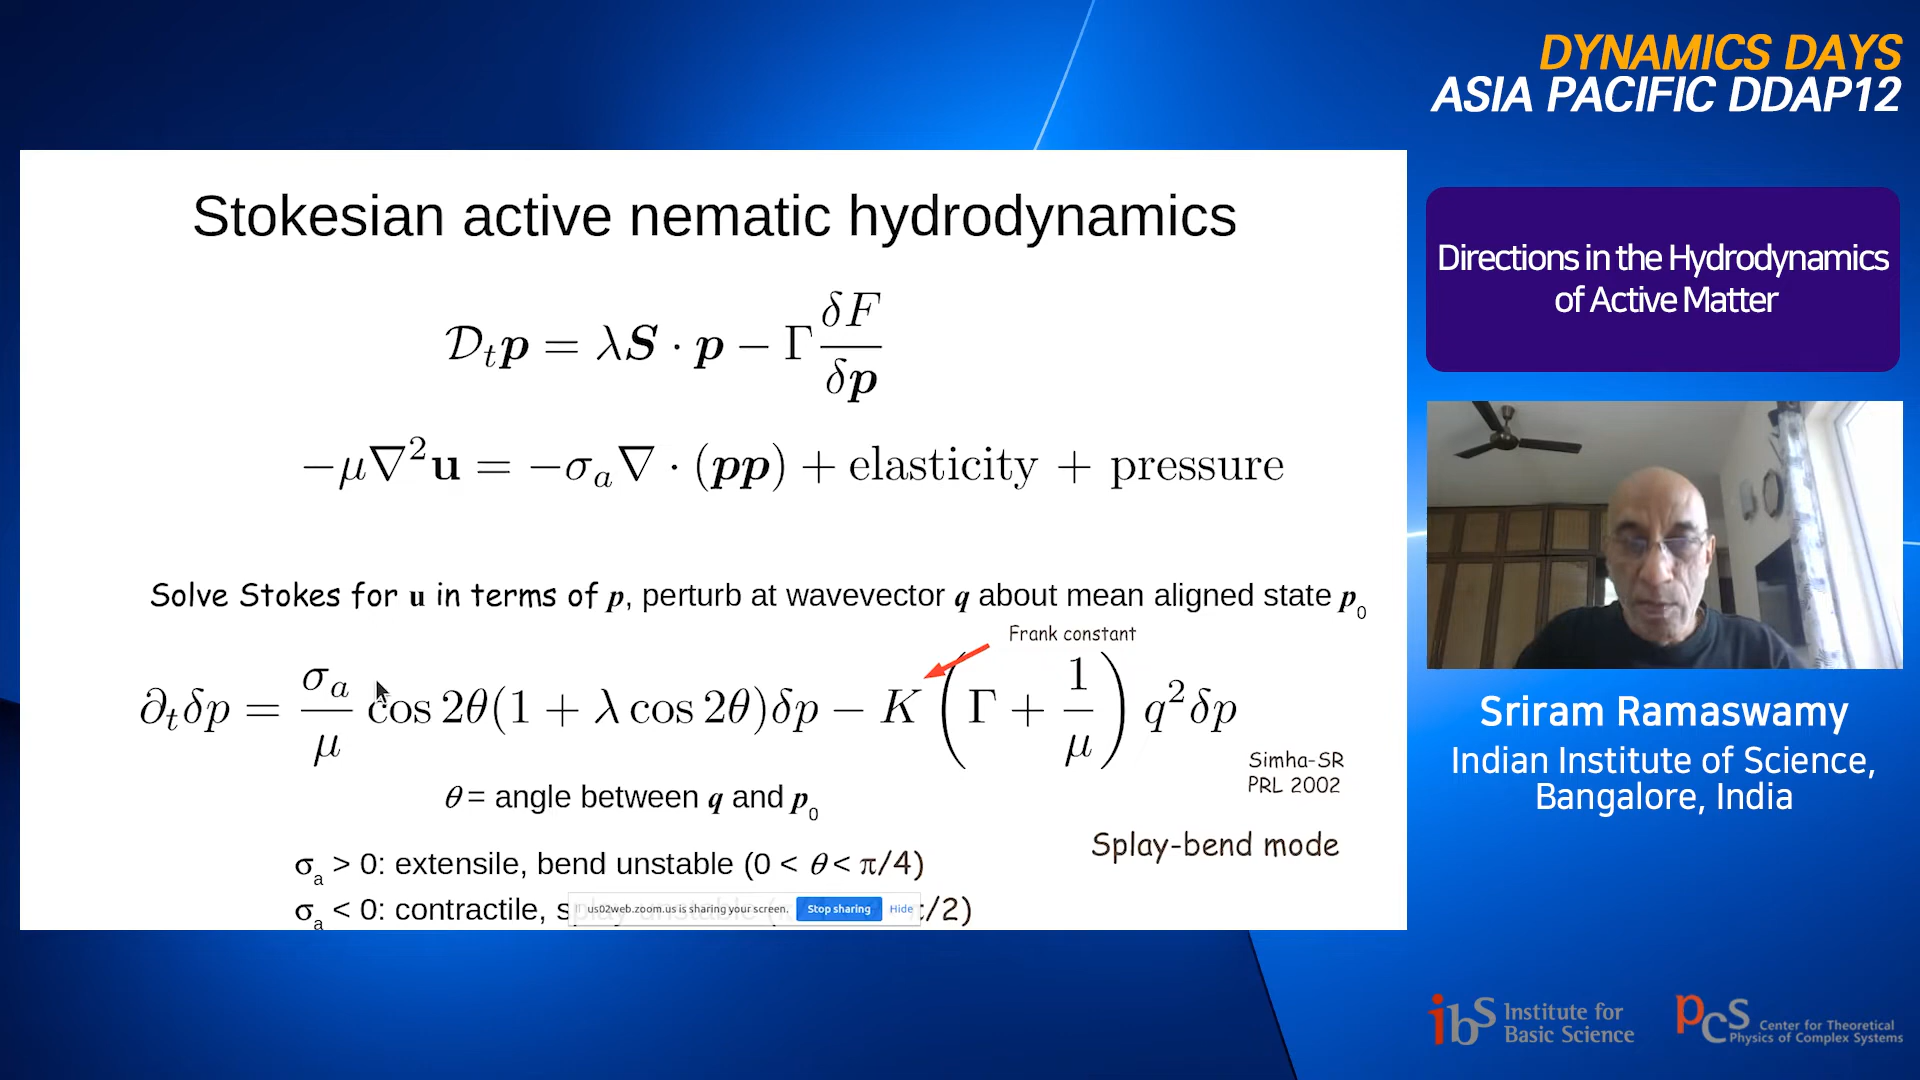 DYNAMICS DAYS
ASIA PACIFIC DDAP12
Stokesian active nematic hydrodynamics
𝒟ₜp = λS · p − Γ δF/δp
−μ∇²u = −σₐ∇ · (pp) + elasticity + pressure
Solve Stokes for u in terms of p, perturb at wavevector q about mean aligned state p₀
Frank constant
∂ₜδp = σₐ/μ cos 2θ(1 + λ cos 2θ)δp − K(Γ + 1/μ)q²δp
Simha-SR
PRL 2002
θ = angle between q and p₀
Splay-bend mode
σₐ > 0: extensile, bend unstable (0 < θ < π/4)
σₐ < 0: contractile, splay unstable /2)
us02web.zoom.us is sharing your screen. Stop sharing Hide
Directions in the Hydrodynamics
of Active Matter
Sriram Ramaswamy
Indian Institute of Science,
Bangalore, India
ibs Institute for
Basic Science
pcs Center for Theoretical
Physics of Complex Systems